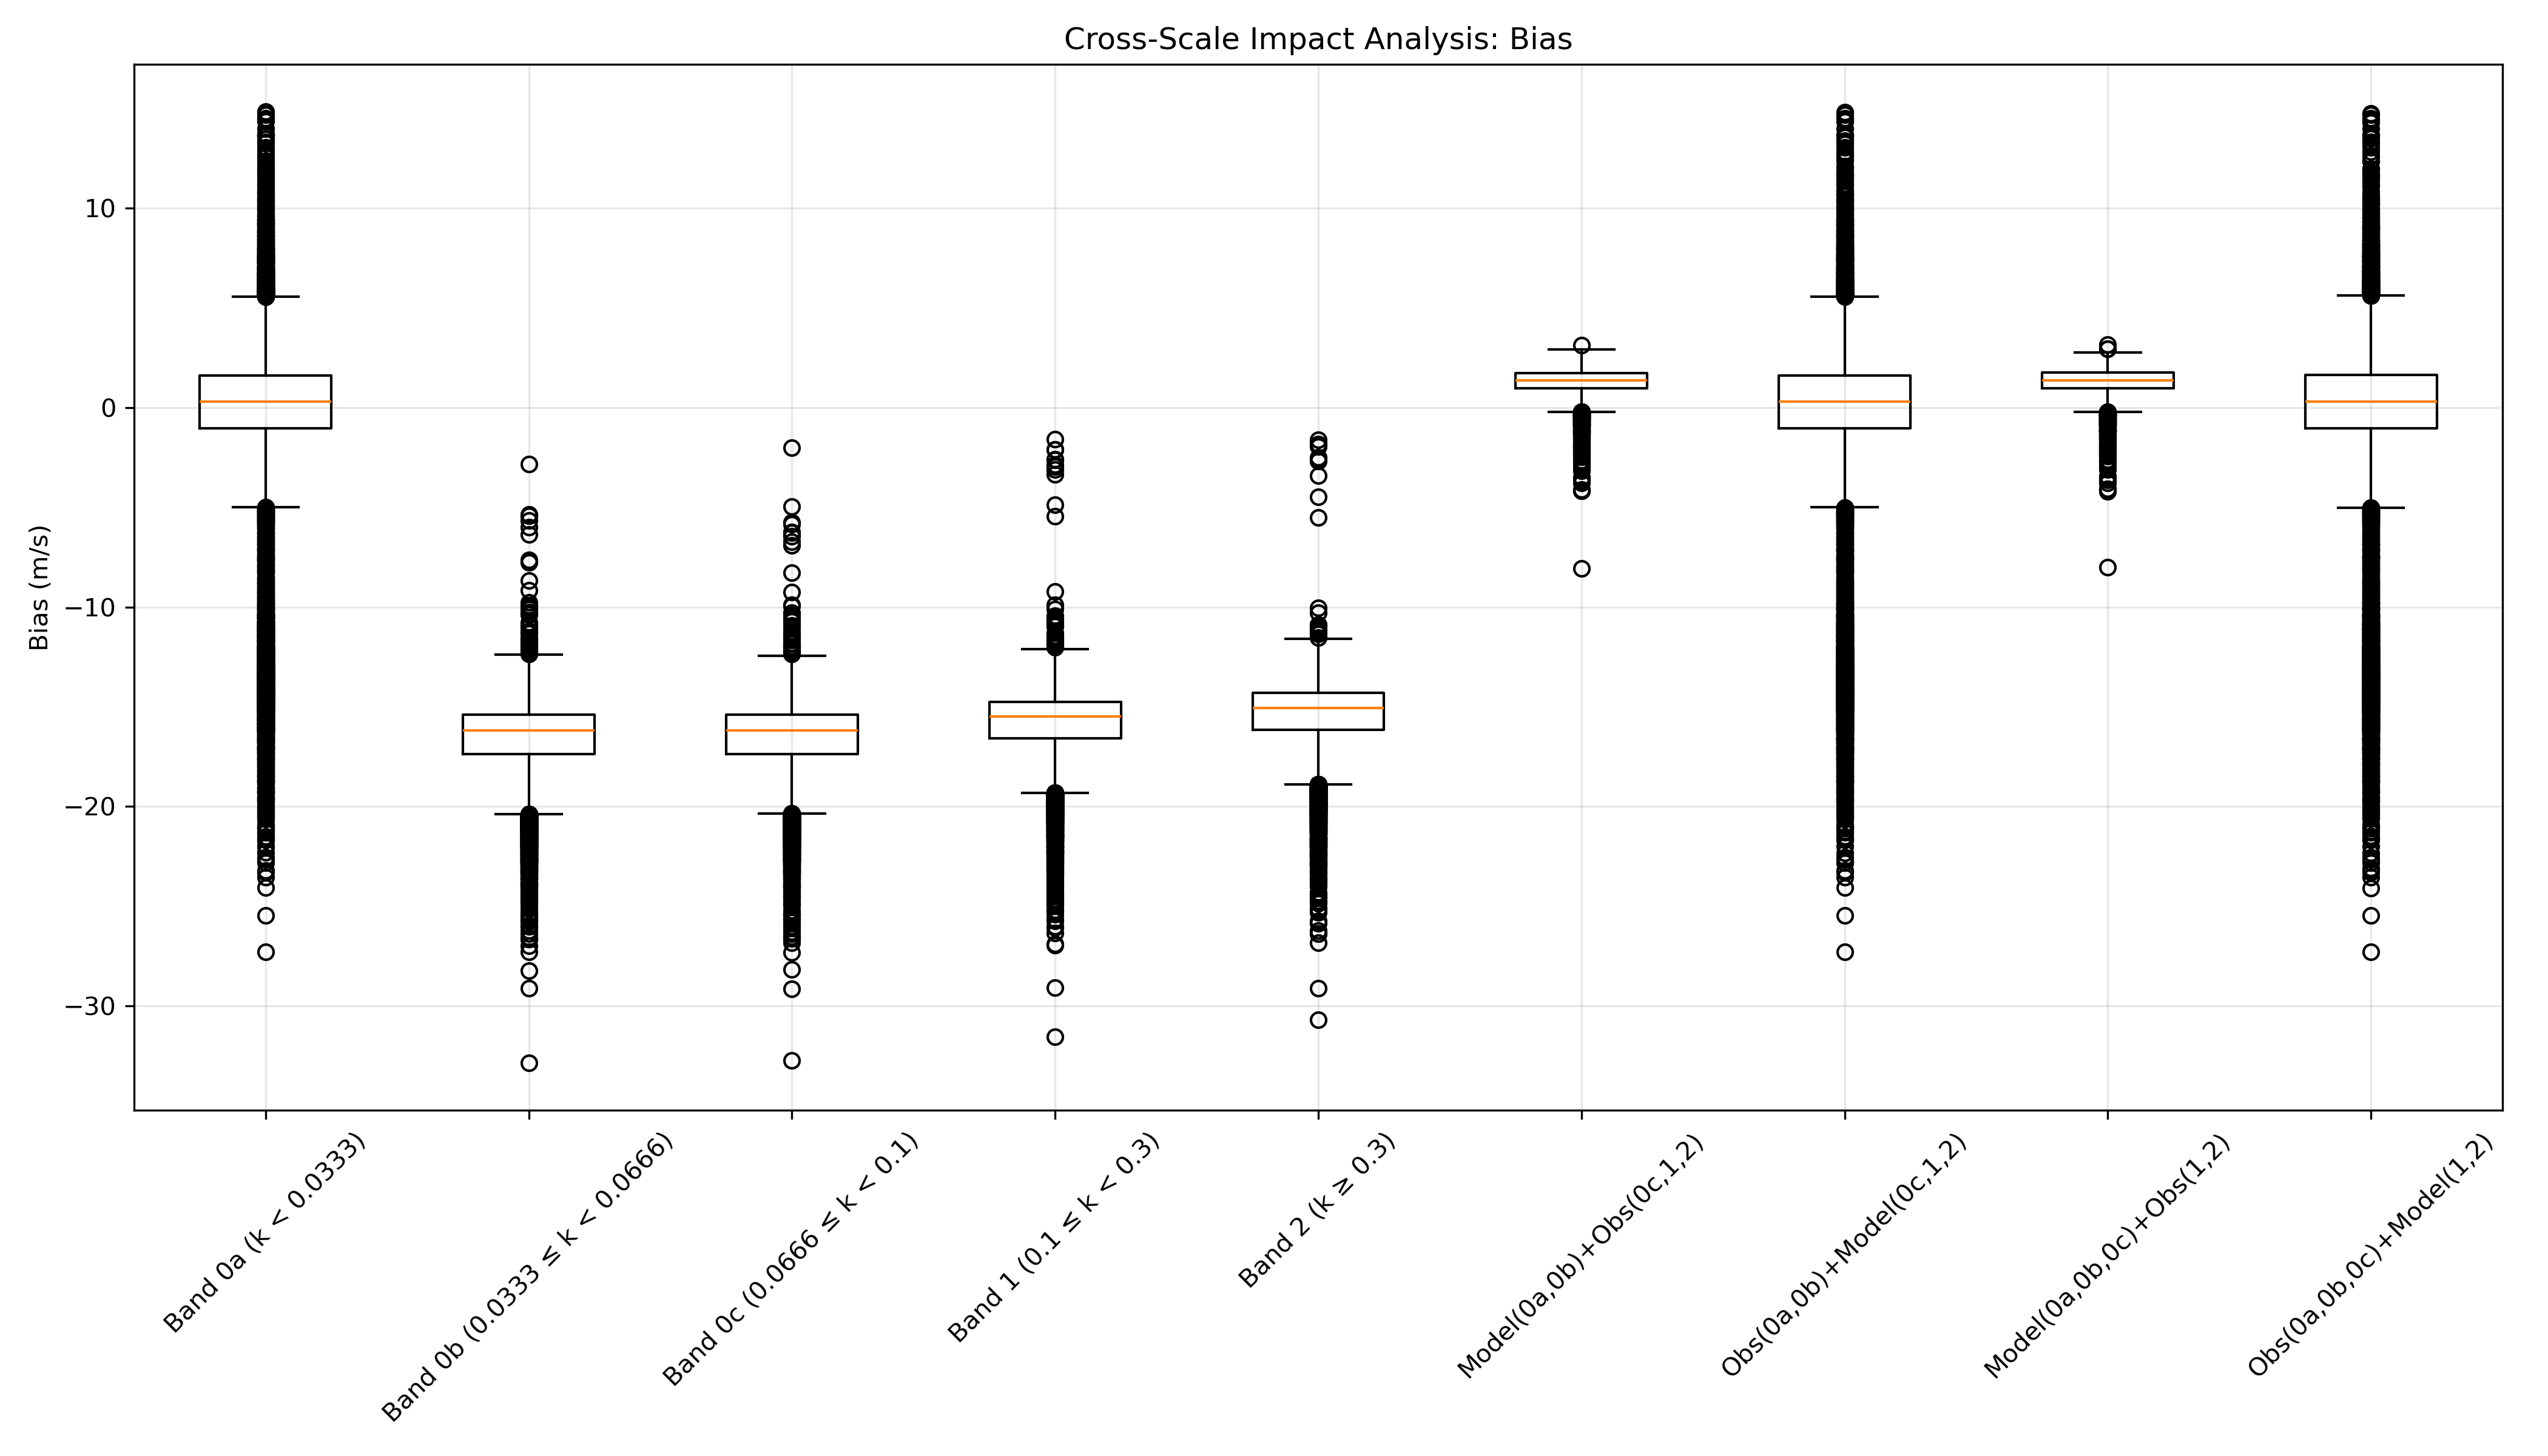 Cross-Scale Impact Analysis: Bias
Bias (m/s)
10
0
−10
−20
−30
Band 0a (k < 0.0333)
Band 0b (0.0333 ≤ k < 0.0666)
Band 0c (0.0666 ≤ k < 0.1)
Band 1 (0.1 ≤ k < 0.3)
Band 2 (k ≥ 0.3)
Model(0a,0b)+Obs(0c,1,2)
Obs(0a,0b)+Model(0c,1,2)
Model(0a,0b,0c)+Obs(1,2)
Obs(0a,0b,0c)+Model(1,2)